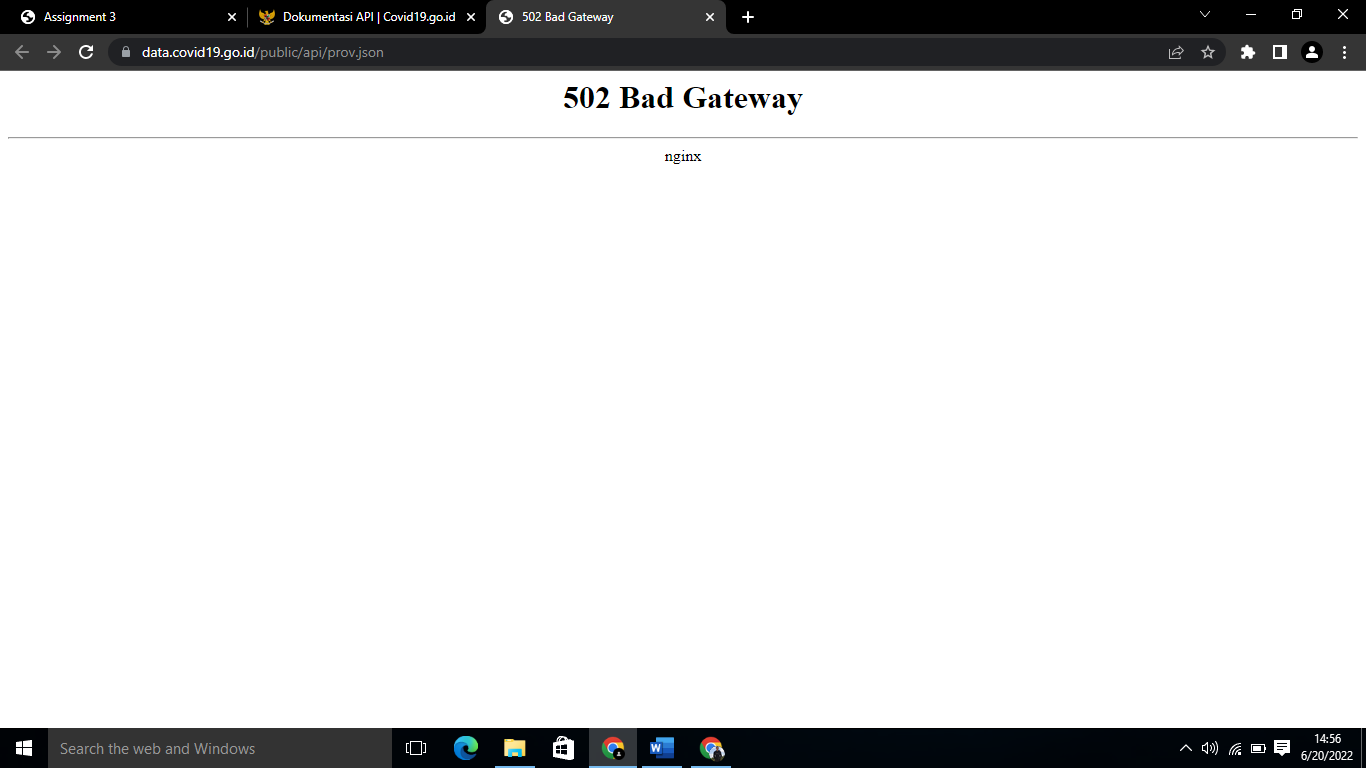 Assignment 3
Dokumentasi API | Covid19.go.id
502 Bad Gateway
data.covid19.go.id/public/api/prov.json
502 Bad Gateway
nginx
Search the web and Windows
14:56
6/20/2022